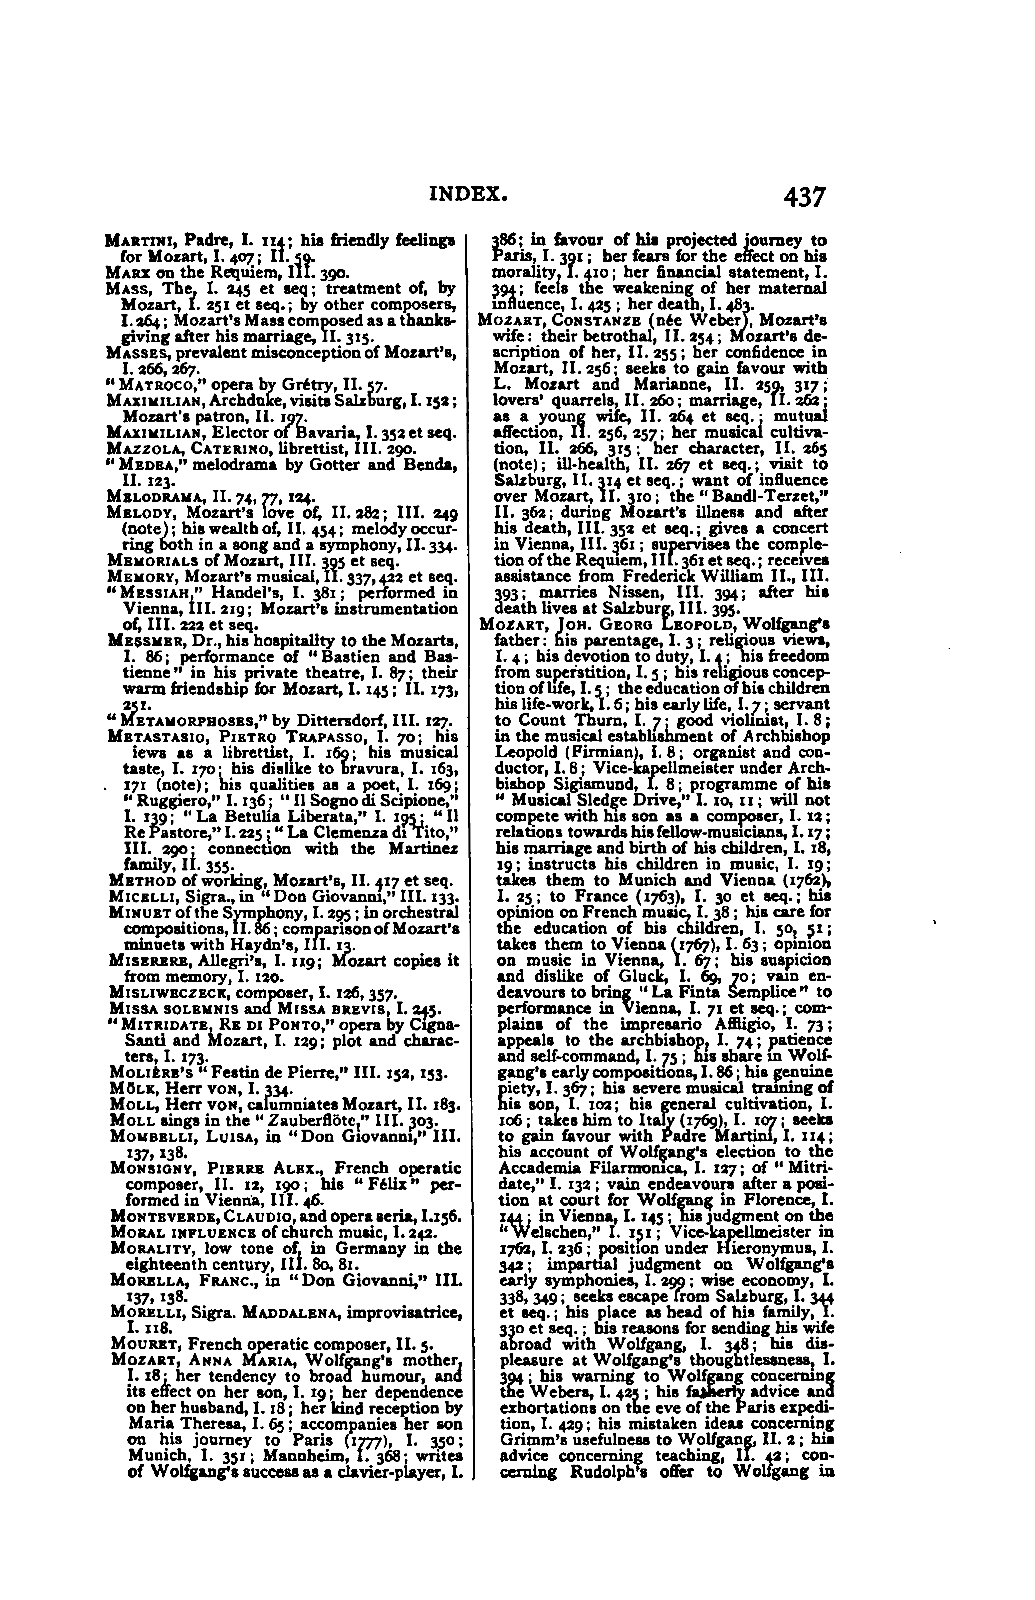 INDEX. 437
MARTINI, Padre, I. 114; his friendly feelings
for Mozart, I. 407; II. 59.
MARX on the Requiem, III. 390.
MASS, The, I. 245 et seq; treatment of, by
Mozart, I. 251 et seq.; by other composers,
I. 264; Mozart's Mass composed as a thanks-
giving after his marriage, II. 315.
MASSES, prevalent misconception of Mozart's,
I. 266, 267.
"MATROCO," opera by Grétry, II. 57.
MAXIMILIAN, Archduke, visits Salzburg, I. 152;
Mozart's patron, II. 197.
MAXIMILIAN, Elector of Bavaria, I. 352 et seq.
MAZZOLA, CATERINO, librettist, III. 290.
"MEDEA," melodrama by Gotter and Benda,
II. 123.
MELODRAMA, II. 74, 77, 124.
MELODY, Mozart's love of, II. 282; III. 249
(note); his wealth of, II. 454; melody occur-
ring both in a song and a symphony, II. 334.
MEMORIALS of Mozart, III. 395 et seq.
MEMORY, Mozart's musical, II. 337, 422 et seq.
"MESSIAH," Handel's, I. 381; performed in
Vienna, III. 219; Mozart's instrumentation
of, III. 222 et seq.
MESSMER, Dr., his hospitality to the Mozarts,
I. 86; performance of "Bastien and Bas-
tienne" in his private theatre, I. 87; their
warm friendship for Mozart, I. 145; II. 173,
251.
"METAMORPHOSES," by Dittersdorf, III. 127.
METASTASIO, PIETRO TRAPASSO, I. 70; his
iews as a librettist, I. 169; his musical
taste, I. 170; his dislike to bravura, I. 163,
171 (note); his qualities as a poet, I. 169;
"Ruggiero," I. 136; "Il Sogno di Scipione,"
I. 139; "La Betulia Liberata," I. 195; "Il
Re Pastore," I. 225; "La Clemenza di Tito,"
III. 290; connection with the Martinez
family, II. 355.
METHOD of working, Mozart's, II. 417 et seq.
MICELLI, Sigra., in "Don Giovanni," III. 133.
MINUET of the Symphony, I. 295; in orchestral
compositions, II. 86; comparison of Mozart's
minuets with Haydn's, III. 13.
MISERERE, Allegri's, I. 119; Mozart copies it
from memory, I. 120.
MISLIWECZECK, composer, I. 126, 357.
MISSA SOLEMNIS and MISSA BREVIS, I. 245.
"MITRIDATE, RE DI PONTO," opera by Cigna-
Santi and Mozart, I. 129; plot and charac-
ters, I. 173.
MOLIÈRE'S "Festin de Pierre," III. 152, 153.
MÖLK, Herr VON, I. 334.
MOLL, Herr VON, calumniates Mozart, II. 183.
MOLL sings in the "Zauberflöte," III. 303.
MOMBELLI, LUISA, in "Don Giovanni," III.
137, 138.
MONSIGNY, PIERRE ALEX., French operatic
composer, II. 12, 190; his "Félix" per-
formed in Vienna, III. 46.
MONTEVERDE, CLAUDIO, and opera seria, I. 156.
MORAL INFLUENCE of church music, I. 242.
MORALITY, low tone of, in Germany in the
eighteenth century, III. 80, 81.
MORELLA, FRANC., in "Don Giovanni," III.
137, 138.
MORELLI, Sigra. MADDALENA, improvisatrice,
I. 118.
MOURET, French operatic composer, II. 5.
MOZART, ANNA MARIA, Wolfgang's mother,
I. 18; her tendency to broad humour, and
its effect on her son, I. 19; her dependence
on her husband, I. 18; her kind reception by
Maria Theresa, I. 65; accompanies her son
on his journey to Paris (1777), I. 350;
Munich, I. 351; Mannheim, I. 368; writes
of Wolfgang's success as a clavier-player, I.
386; in favour of his projected journey to
Paris, I. 391; her fears for the effect on his
morality, I. 410; her financial statement, I.
394; feels the weakening of her maternal
influence, I. 425; her death, I. 483.
MOZART, CONSTANZE (née Weber), Mozart's
wife: their betrothal, II. 254; Mozart's de-
scription of her, II. 255; her confidence in
Mozart, II. 256; seeks to gain favour with
L. Mozart and Marianne, II. 259, 317;
lovers' quarrels, II. 260; marriage, II. 262;
as a young wife, II. 264 et seq.; mutual
affection, II. 256, 257; her musical cultiva-
tion, II. 266, 315; her character, II. 265
(note); ill-health, II. 267 et seq.; visit to
Salzburg, II. 314 et seq.; want of influence
over Mozart, II. 310; the "Bandl-Terzet,"
II. 362; during Mozart's illness and after
his death, III. 352 et seq.; gives a concert
in Vienna, III. 361; supervises the comple-
tion of the Requiem, III. 361 et seq.; receives
assistance from Frederick William II., III.
393; marries Nissen, III. 394; after his
death lives at Salzburg, III. 395.
MOZART, JOH. GEORG LEOPOLD, Wolfgang's
father: his parentage, I. 3; religious views,
I. 4; his devotion to duty, I. 4; his freedom
from superstition, I. 5; his religious concep-
tion of life, I. 5; the education of his children
his life-work, I. 6; his early life, I. 7; servant
to Count Thurn, I. 7; good violinist, I. 8;
in the musical establishment of Archbishop
Leopold (Firmian), I. 8; organist and con-
ductor, I. 8; Vice-kapellmeister under Arch-
bishop Sigismund, I. 8; programme of his
"Musical Sledge Drive," I. 10, 11; will not
compete with his son as a composer, I. 12;
relations towards his fellow-musicians, I. 17;
his marriage and birth of his children, I. 18,
19; instructs his children in music, I. 19;
takes them to Munich and Vienna (1762),
I. 25; to France (1763), I. 30 et seq.; his
opinion on French music, I. 38; his care for
the education of his children, I. 50, 51;
takes them to Vienna (1767), I. 63; opinion
on music in Vienna, I. 67; his suspicion
and dislike of Gluck, I. 69, 70; vain en-
deavours to bring "La Finta Semplice" to
performance in Vienna, I. 71 et seq.; com-
plains of the impresario Affligio, I. 73;
appeals to the archbishop, I. 74; patience
and self-command, I. 75; his share in Wolf-
gang's early compositions, I. 86; his genuine
piety, I. 367; his severe musical training of
his son, I. 102; his general cultivation, I.
106; takes him to Italy (1769), I. 107; seeks
to gain favour with Padre Martini, I. 114;
his account of Wolfgang's election to the
Accademia Filarmonica, I. 127; of "Mitri-
date," I. 132; vain endeavours after a posi-
tion at court for Wolfgang in Florence, I.
144; in Vienna, I. 145; his judgment on the
"Welschen," I. 151; Vice-kapellmeister in
1762, I. 236; position under Hieronymus, I.
342; impartial judgment on Wolfgang's
early symphonies, I. 299; wise economy, I.
338, 349; seeks escape from Salzburg, I. 344
et seq.; his place as head of his family, I.
330 et seq.; his reasons for sending his wife
abroad with Wolfgang, I. 348; his dis-
pleasure at Wolfgang's thoughtlessness, I.
394; his warning to Wolfgang concerning
the Webers, I. 425; his fatherly advice and
exhortations on the eve of the Paris expedi-
tion, I. 429; his mistaken ideas concerning
Grimm's usefulness to Wolfgang, II. 2; his
advice concerning teaching, II. 42; con-
cerning Rudolph's offer to Wolfgang in